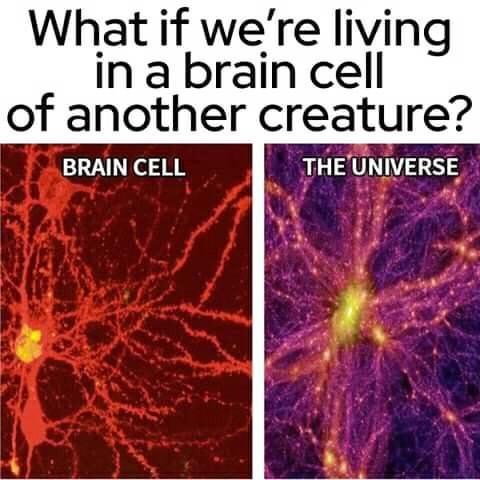 What if we're living
in a brain cell
of another creature?
BRAIN CELL
THE UNIVERSE